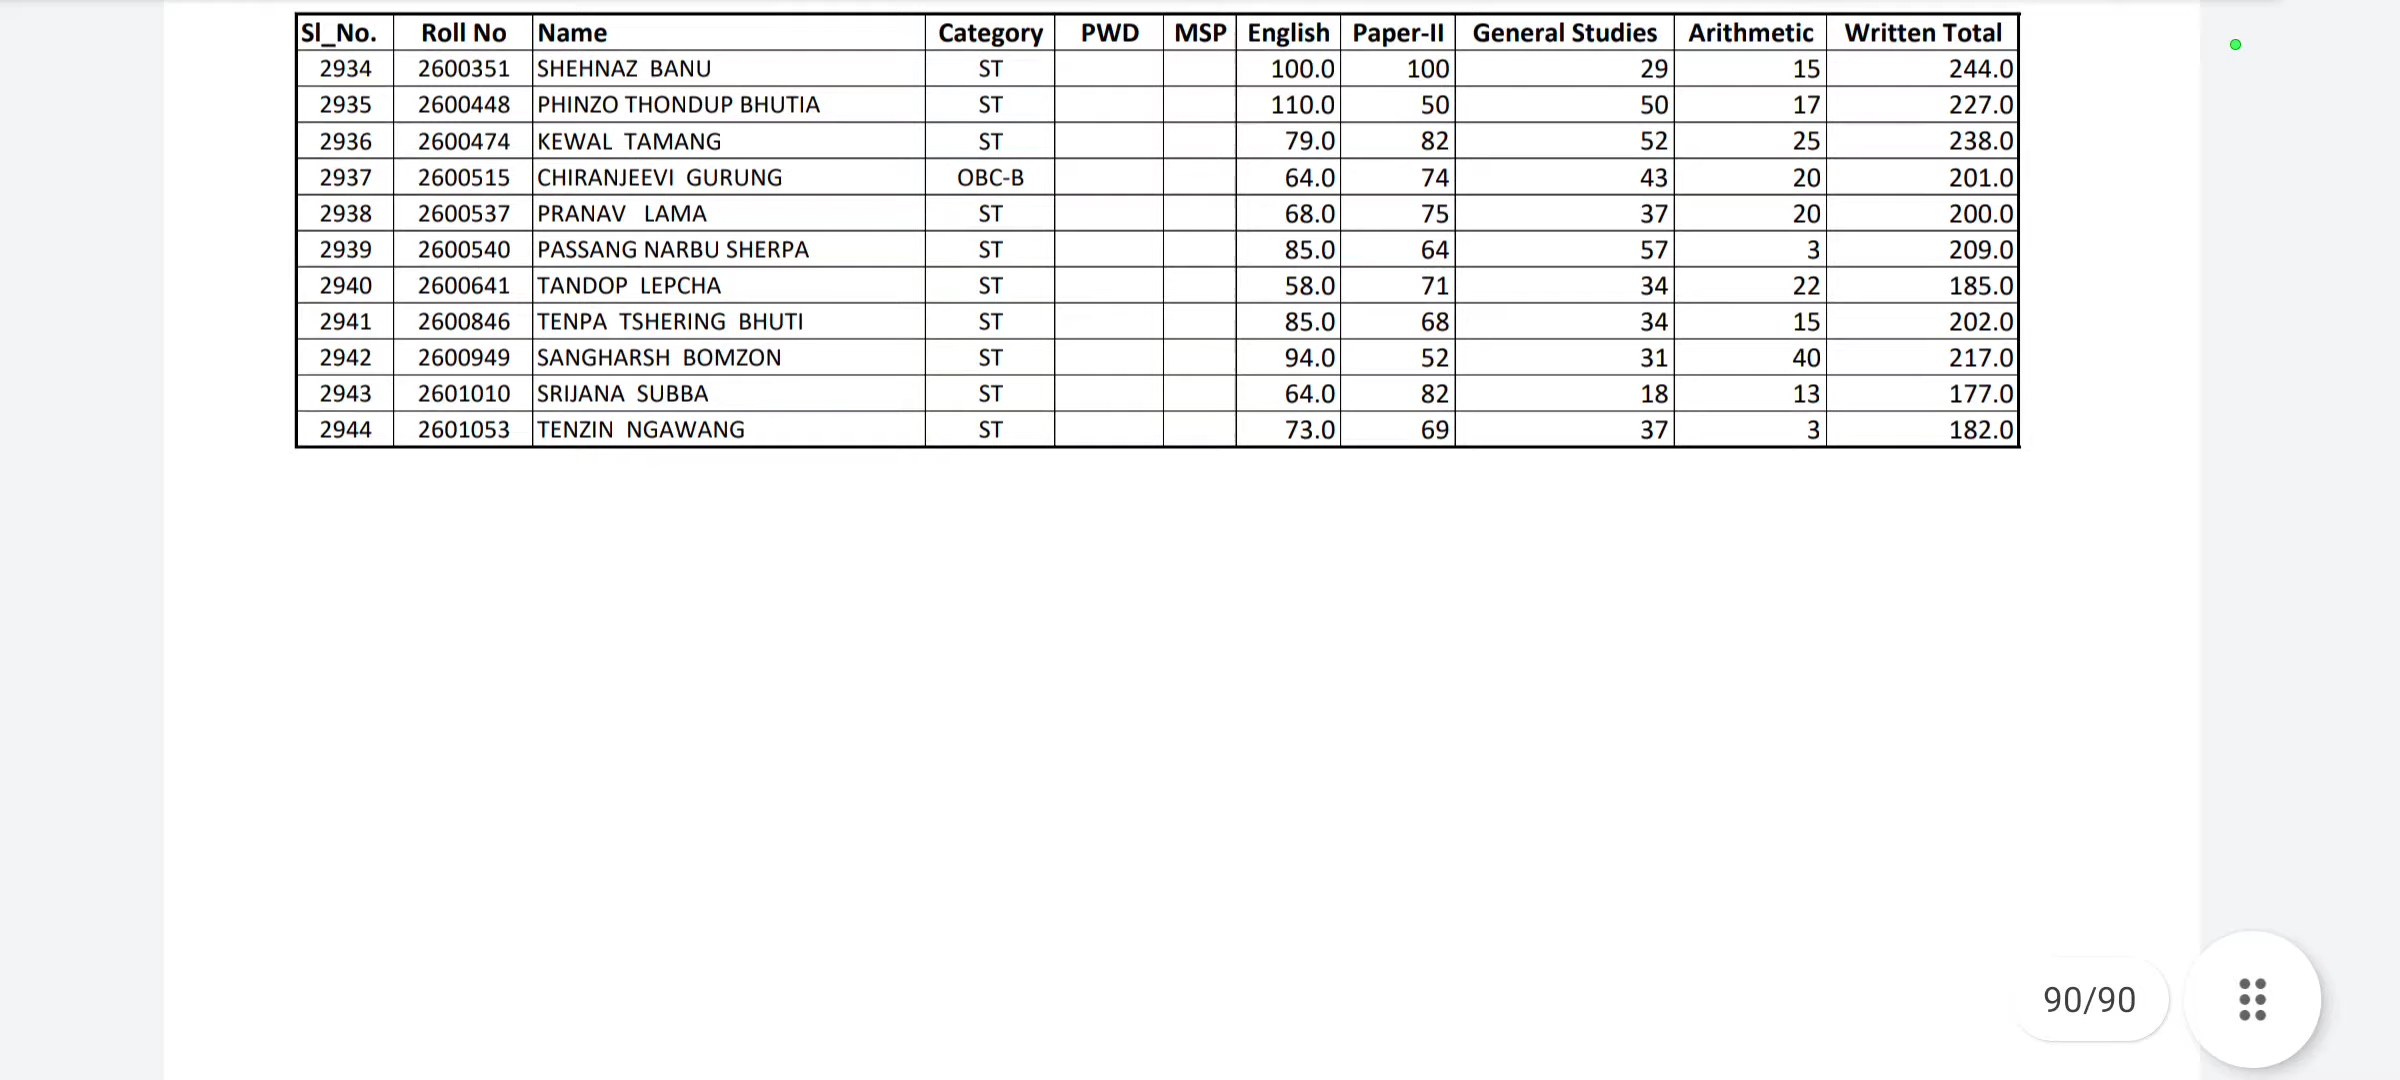 Sl_No. Roll No Name Category PWD MSP English Paper-II General Studies Arithmetic Written Total
2934 2600351 SHEHNAZ BANU ST 100.0 100 29 15 244.0
2935 2600448 PHINZO THONDUP BHUTIA ST 110.0 50 50 17 227.0
2936 2600474 KEWAL TAMANG ST 79.0 82 52 25 238.0
2937 2600515 CHIRANJEEVI GURUNG OBC-B 64.0 74 43 20 201.0
2938 2600537 PRANAV LAMA ST 68.0 75 37 20 200.0
2939 2600540 PASSANG NARBU SHERPA ST 85.0 64 57 3 209.0
2940 2600641 TANDOP LEPCHA ST 58.0 71 34 22 185.0
2941 2600846 TENPA TSHERING BHUTI ST 85.0 68 34 15 202.0
2942 2600949 SANGHARSH BOMZON ST 94.0 52 31 40 217.0
2943 2601010 SRIJANA SUBBA ST 64.0 82 18 13 177.0
2944 2601053 TENZIN NGAWANG ST 73.0 69 37 3 182.0
90/90